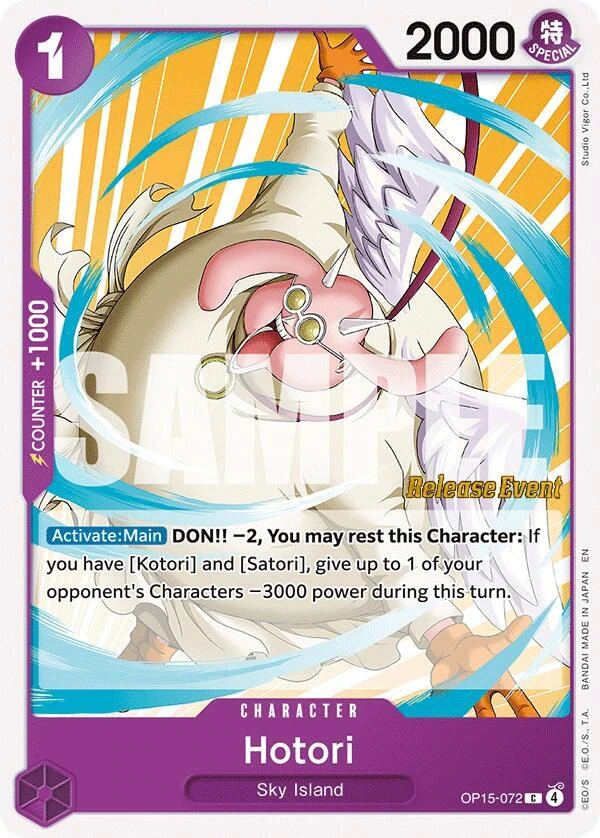 1
2000
特
SPECIAL
Studio Vigor Co.,Ltd
COUNTER +1000
SAMPLE
Release Event
Activate:Main DON!! −2, You may rest this Character: If
you have [Kotori] and [Satori], give up to 1 of your
opponent's Characters −3000 power during this turn.
BANDAI MADE IN JAPAN EN
©EO/S ©E.O./S., T.A.
CHARACTER
Hotori
Sky Island
OP15-072 C 4